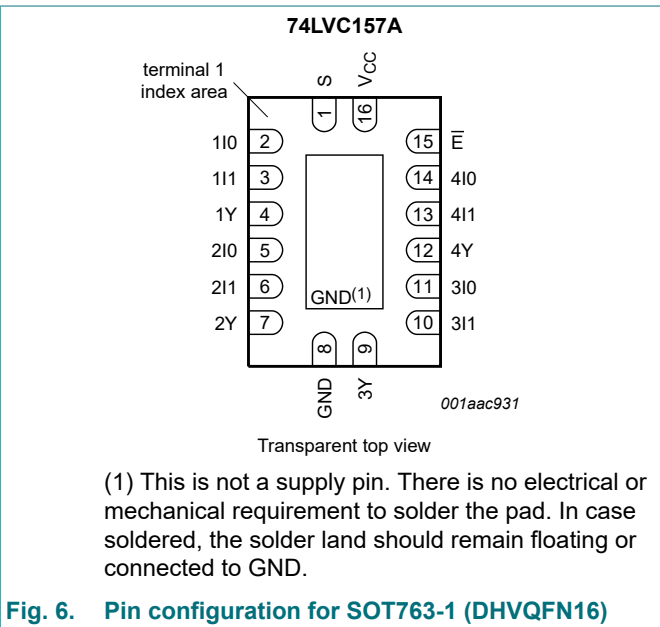 74LVC157A
terminal 1
index area
S
VCC
1
16
1I0 2
15 E̅
1I1 3
14 4I0
1Y 4
13 4I1
2I0 5
12 4Y
2I1 6
11 3I0
2Y 7
10 3I1
GND(1)
8
9
GND
3Y
001aac931
Transparent top view
(1) This is not a supply pin. There is no electrical or
mechanical requirement to solder the pad. In case
soldered, the solder land should remain floating or
connected to GND.
Fig. 6. Pin configuration for SOT763-1 (DHVQFN16)